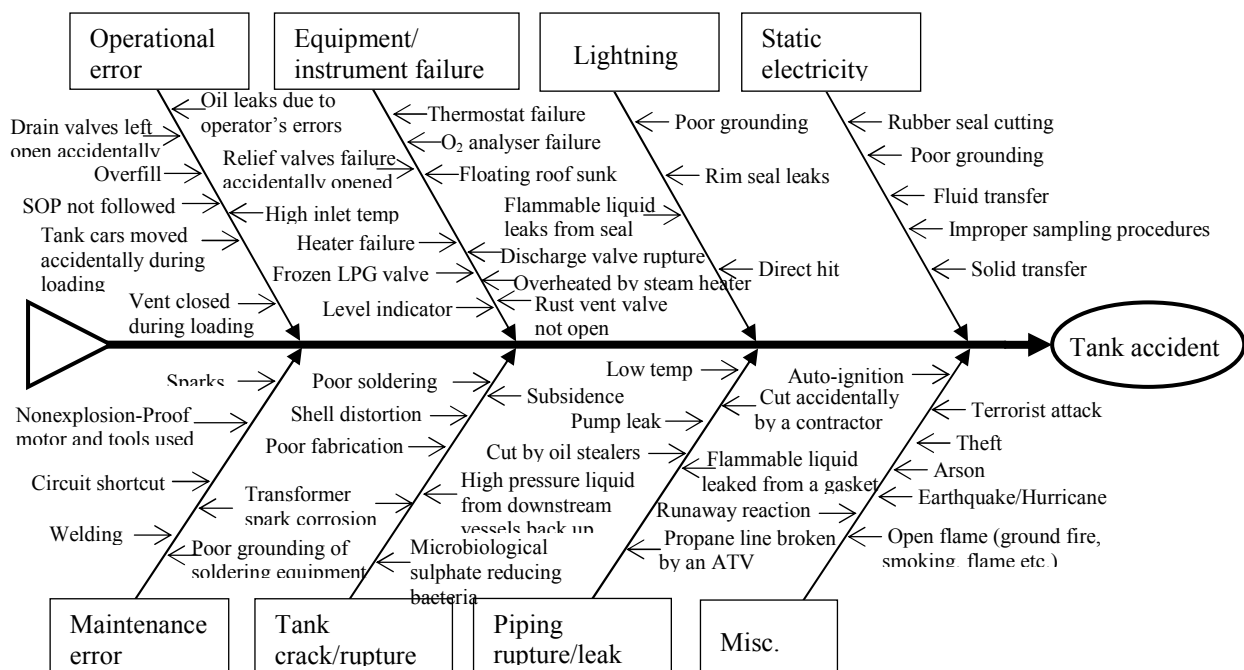 Operational
error
Equipment/
instrument failure
Lightning
Static
electricity
Oil leaks due to
operator's errors
Drain valves left
open accidentally
Overfill
SOP not followed
High inlet temp
Tank cars moved
accidentally during
loading
Vent closed
during loading
Thermostat failure
O₂ analyser failure
Relief valves failure
accidentally opened
Floating roof sunk
Heater failure
Discharge valve rupture
Frozen LPG valve
Overheated by steam heater
Level indicator
Rust vent valve
not open
Poor grounding
Rim seal leaks
Flammable liquid
leaks from seal
Direct hit
Rubber seal cutting
Poor grounding
Fluid transfer
Improper sampling procedures
Solid transfer
Tank accident
Sparks
Nonexplosion-Proof
motor and tools used
Circuit shortcut
Transformer
spark corrosion
Welding
Poor grounding of
soldering equipment
Poor soldering
Subsidence
Shell distortion
Poor fabrication
High pressure liquid
from downstream
vessels back up
Microbiological
sulphate reducing
bacteria
Low temp
Cut accidentally
by a contractor
Pump leak
Cut by oil stealers
Flammable liquid
leaked from a gasket
Propane line broken
by an ATV
Auto-ignition
Terrorist attack
Theft
Arson
Earthquake/Hurricane
Runaway reaction
Open flame (ground fire,
smoking, flame etc.)
Maintenance
error
Tank
crack/rupture
Piping
rupture/leak
Misc.